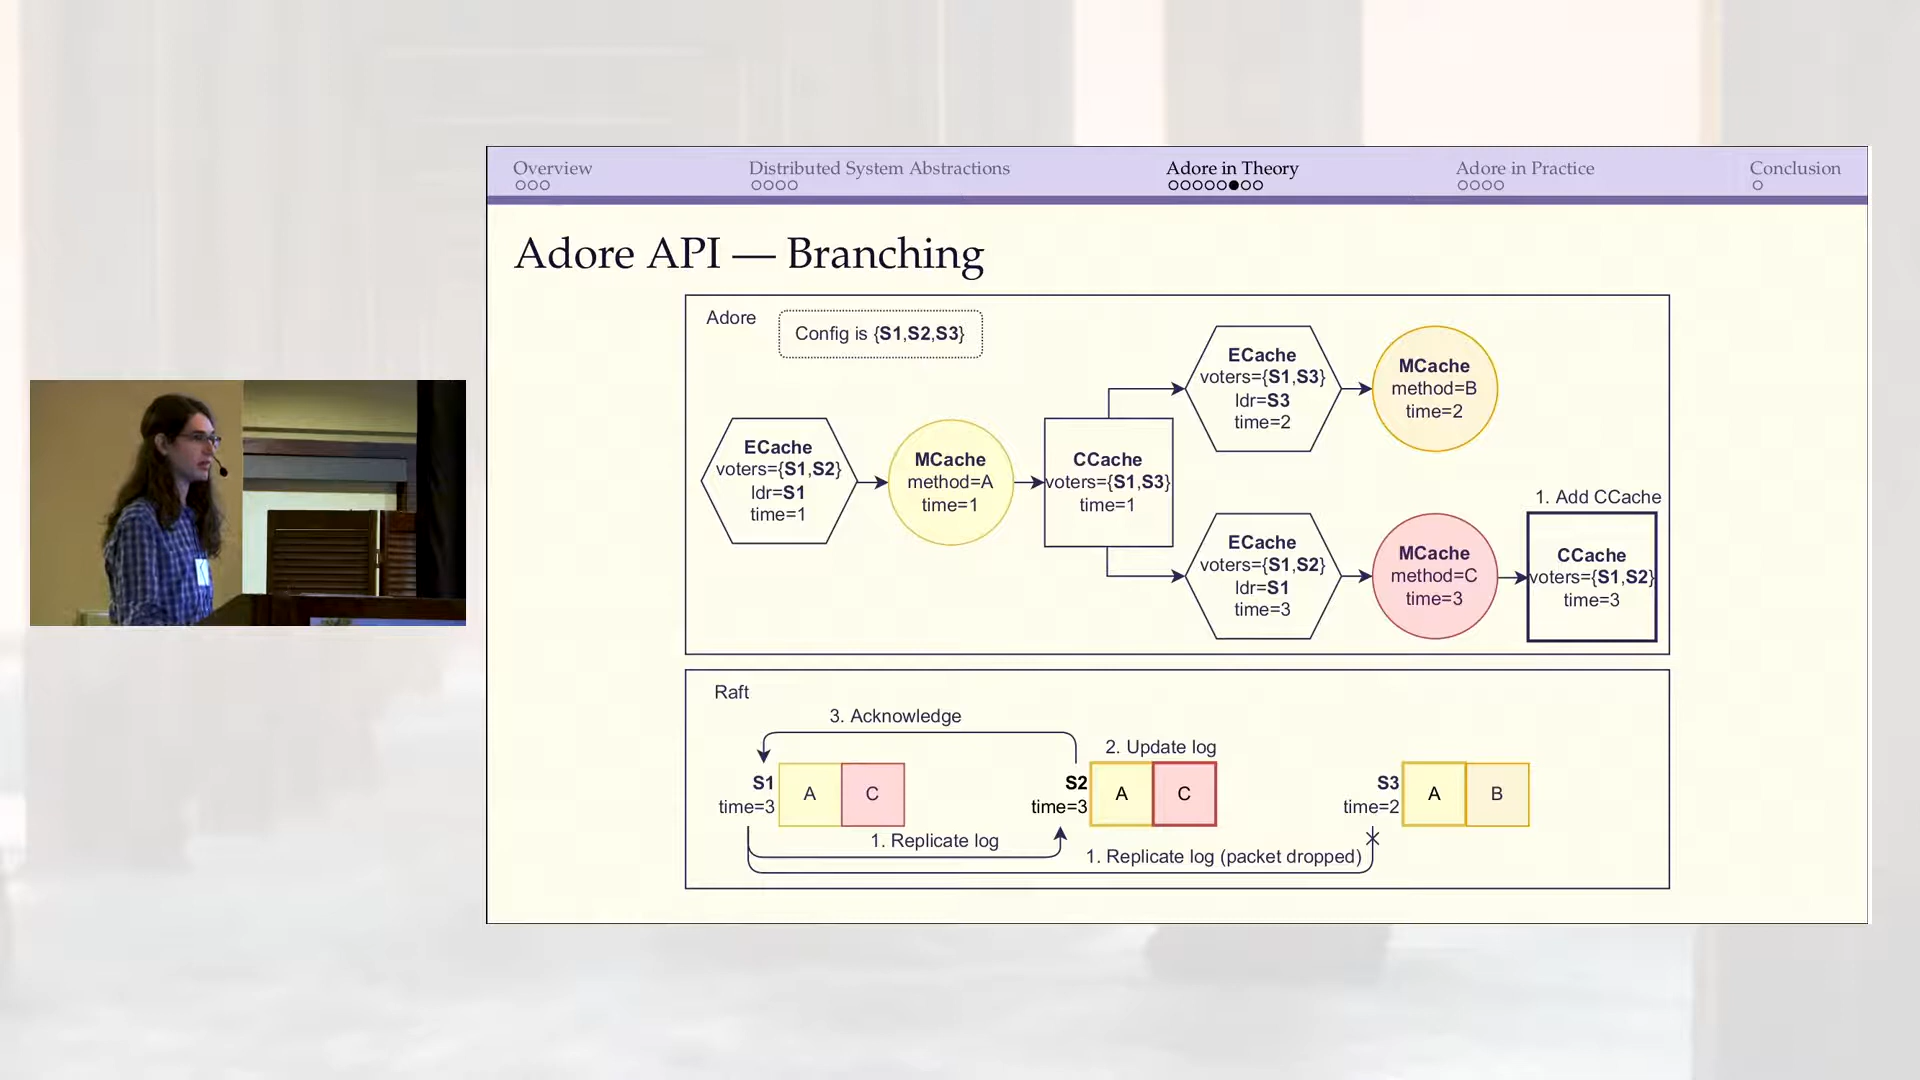 Overview
Distributed System Abstractions
Adore in Theory
Adore in Practice
Conclusion
Adore API — Branching
Adore
Config is {S1,S2,S3}
ECache
voters={S1,S2}
ldr=S1
time=1
MCache
method=A
time=1
CCache
voters={S1,S3}
time=1
ECache
voters={S1,S3}
ldr=S3
time=2
MCache
method=B
time=2
ECache
voters={S1,S2}
ldr=S1
time=3
MCache
method=C
time=3
1. Add CCache
CCache
voters={S1,S2}
time=3
Raft
3. Acknowledge
2. Update log
S1
time=3
A
C
S2
time=3
A
C
S3
time=2
A
B
1. Replicate log
1. Replicate log (packet dropped)